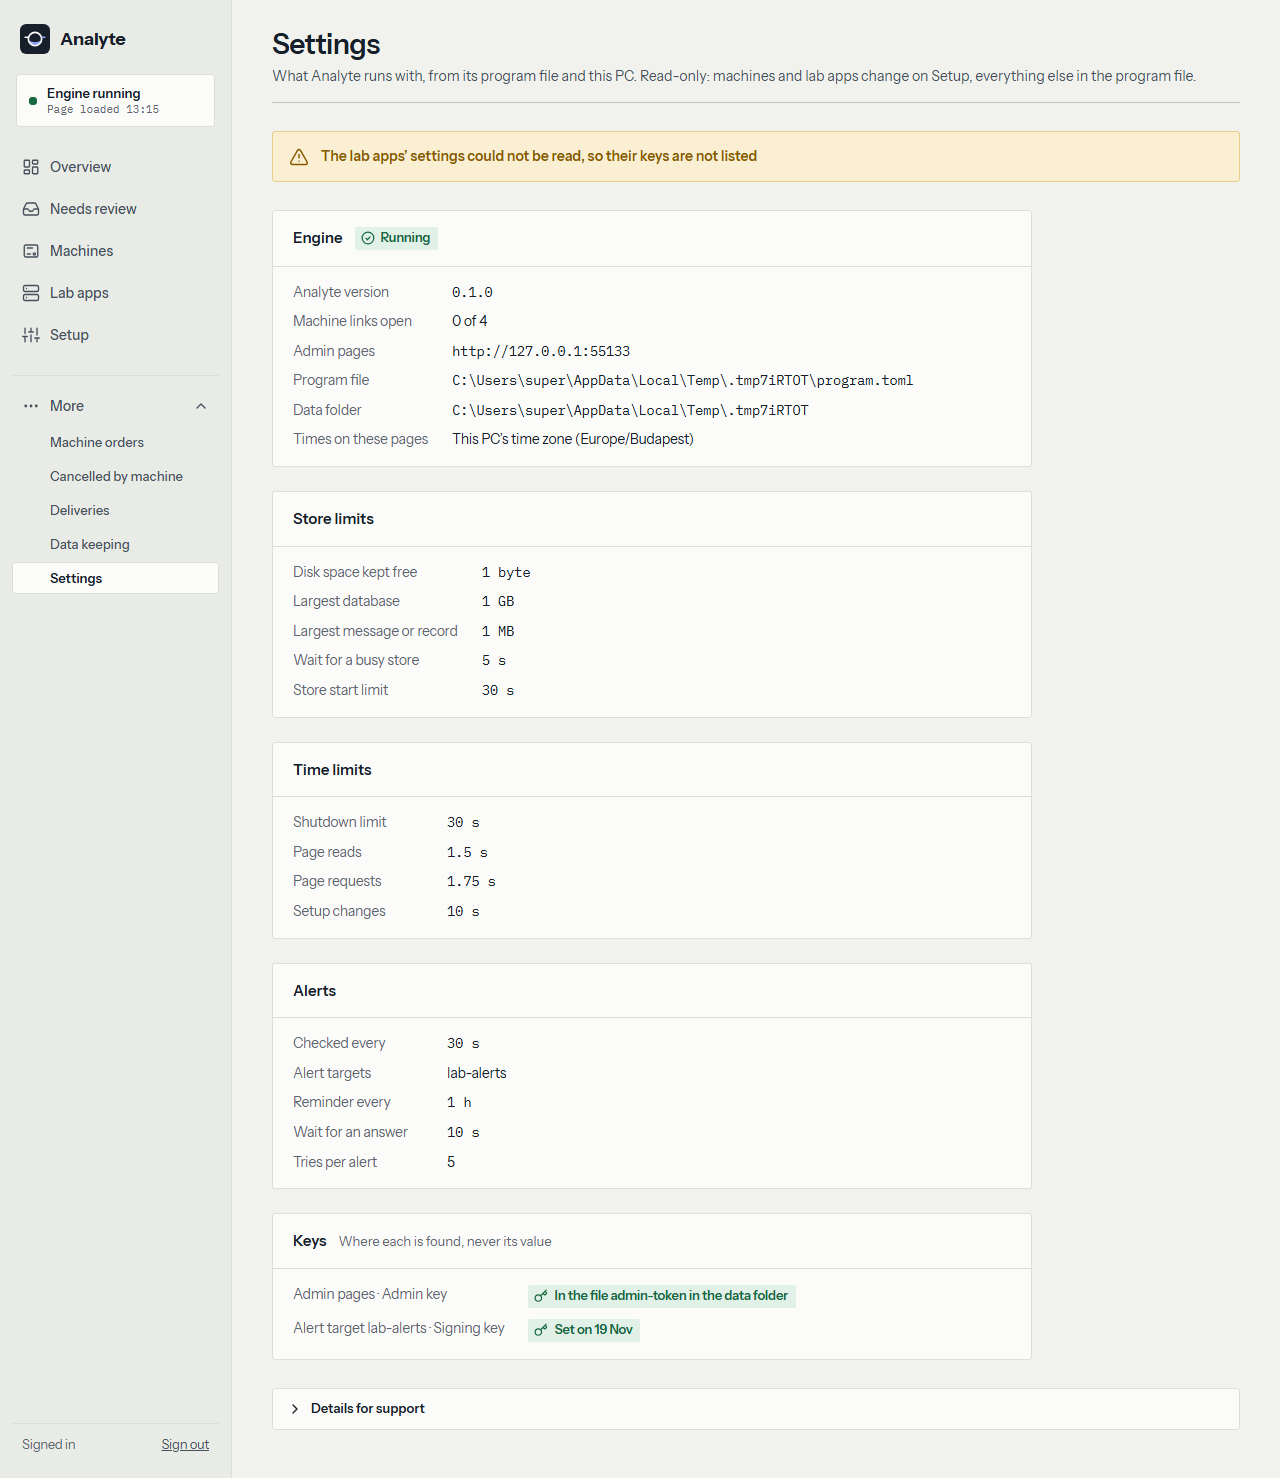 Analyte
Engine running
Page loaded 13:15
Overview
Needs review
Machines
Lab apps
Setup
More
Machine orders
Cancelled by machine
Deliveries
Data keeping
Settings
Signed in
Sign out
Settings
What Analyte runs with, from its program file and this PC. Read-only: machines and lab apps change on Setup, everything else in the program file.
The lab apps’ settings could not be read, so their keys are not listed
Engine Running
Analyte version 0.1.0
Machine links open 0 of 4
Admin pages http://127.0.0.1:55133
Program file C:\Users\super\AppData\Local\Temp\.tmp7iRTOT\program.toml
Data folder C:\Users\super\AppData\Local\Temp\.tmp7iRTOT
Times on these pages This PC’s time zone (Europe/Budapest)
Store limits
Disk space kept free 1 byte
Largest database 1 GB
Largest message or record 1 MB
Wait for a busy store 5 s
Store start limit 30 s
Time limits
Shutdown limit 30 s
Page reads 1.5 s
Page requests 1.75 s
Setup changes 10 s
Alerts
Checked every 30 s
Alert targets lab-alerts
Reminder every 1 h
Wait for an answer 10 s
Tries per alert 5
Keys Where each is found, never its value
Admin pages · Admin key In the file admin-token in the data folder
Alert target lab-alerts · Signing key Set on 19 Nov
Details for support